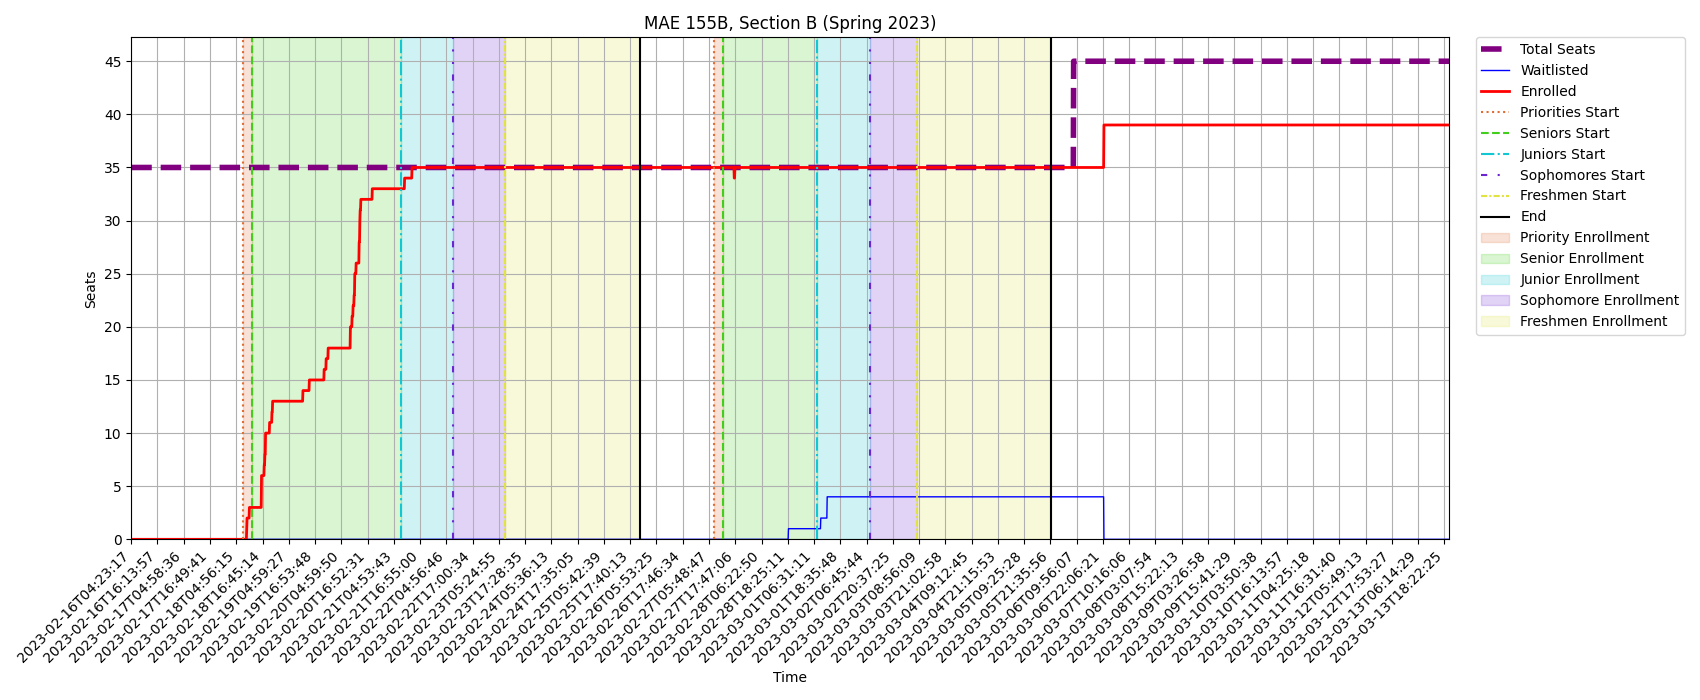 MAE 155B, Section B (Spring 2023)
Seats
45
40
35
30
25
20
15
10
5
0
2023-02-16T04:23:17
2023-02-16T16:13:57
2023-02-17T04:58:36
2023-02-17T16:49:41
2023-02-18T04:56:15
2023-02-18T16:45:14
2023-02-19T04:59:27
2023-02-19T16:53:48
2023-02-20T04:59:50
2023-02-20T16:52:31
2023-02-21T04:53:43
2023-02-21T16:55:00
2023-02-22T04:56:46
2023-02-22T17:00:34
2023-02-23T05:24:55
2023-02-23T17:28:35
2023-02-24T05:36:13
2023-02-24T17:35:05
2023-02-25T05:42:39
2023-02-25T17:40:13
2023-02-26T05:53:25
2023-02-26T17:46:34
2023-02-27T05:48:47
2023-02-27T17:47:06
2023-02-28T06:22:50
2023-02-28T18:25:11
2023-03-01T06:31:11
2023-03-01T18:35:48
2023-03-02T06:45:44
2023-03-02T20:37:25
2023-03-03T08:56:09
2023-03-03T21:02:58
2023-03-04T09:12:45
2023-03-04T21:15:53
2023-03-05T09:25:28
2023-03-05T21:35:56
2023-03-06T09:56:07
2023-03-06T22:06:21
2023-03-07T10:16:06
2023-03-08T03:07:54
2023-03-08T15:22:13
2023-03-09T03:26:58
2023-03-09T15:41:29
2023-03-10T03:50:38
2023-03-10T16:13:57
2023-03-11T04:25:18
2023-03-11T16:31:40
2023-03-12T05:49:13
2023-03-12T17:53:27
2023-03-13T06:14:29
2023-03-13T18:22:25
Time
Total Seats
Waitlisted
Enrolled
Priorities Start
Seniors Start
Juniors Start
Sophomores Start
Freshmen Start
End
Priority Enrollment
Senior Enrollment
Junior Enrollment
Sophomore Enrollment
Freshmen Enrollment